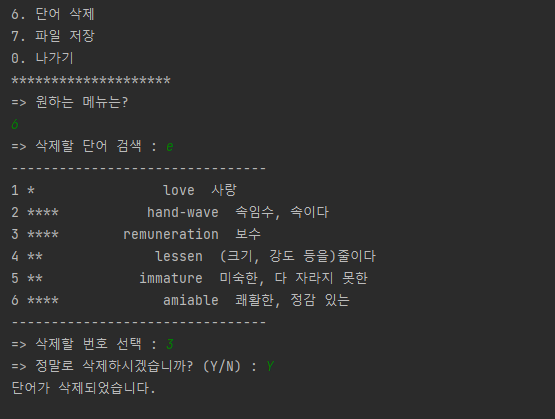 6. 단어 삭제
7. 파일 저장
0. 나가기
********************
=> 원하는 메뉴는?
6
=> 삭제할 단어 검색 : e
--------------------------------
1 *                love  사랑
2 ****           hand-wave  속임수, 속이다
3 ****        remuneration  보수
4 **              lessen  (크기, 강도 등을)줄이다
5 **            immature  미숙한, 다 자라지 못한
6 ****             amiable  쾌활한, 정감 있는
--------------------------------
=> 삭제할 번호 선택 : 3
=> 정말로 삭제하시겠습니까? (Y/N) : Y
단어가 삭제되었습니다.